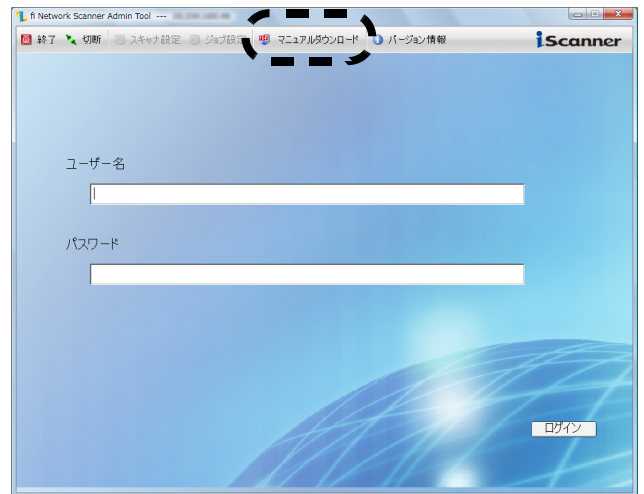 fi Network Scanner Admin Tool ---
終了 切断 スキャナ設定 ジョブ設定 マニュアルダウンロード バージョン情報 iScanner
ユーザー名
パスワード
ログイン